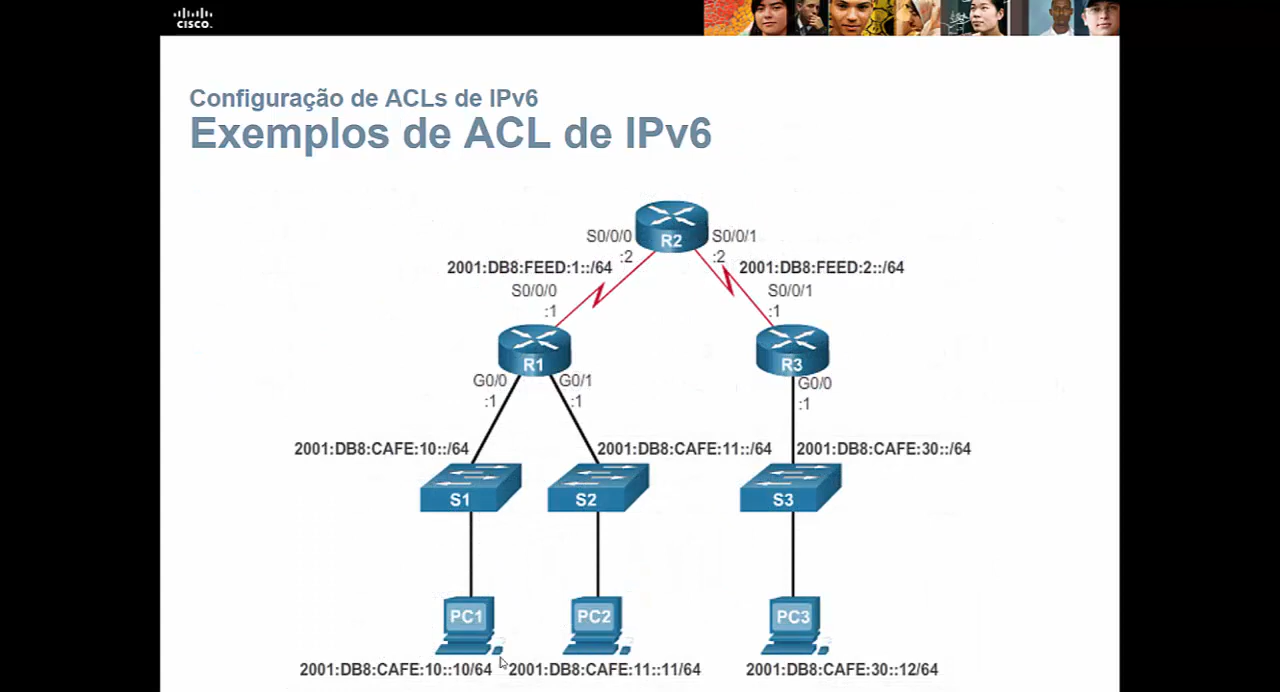 CISCO.
Configuração de ACLs de IPv6
Exemplos de ACL de IPv6
R2
S0/0/0
S0/0/1
:2
:2
2001:DB8:FEED:1::/64
2001:DB8:FEED:2::/64
S0/0/0
S0/0/1
:1
:1
R1
R3
G0/0
G0/1
G0/0
:1
:1
:1
2001:DB8:CAFE:10::/64
2001:DB8:CAFE:11::/64
2001:DB8:CAFE:30::/64
S1
S2
S3
PC1
PC2
PC3
2001:DB8:CAFE:10::10/64
2001:DB8:CAFE:11::11/64
2001:DB8:CAFE:30::12/64